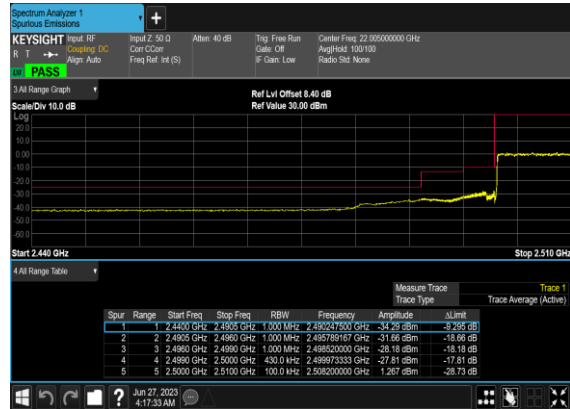 Spectrum Analyzer 1
Spurious Emissions
+
KEYSIGHT Input: RF Input Z: 50 Ω Atten: 40 dB Trig: Free Run Center Freq: 22.005000000 GHz
R T Coupling: DC Corr CCorr Gate: Off Avg|Hold: 100/100
Align: Auto Freq Ref: Int (S) IF Gain: Low Radio Std: None
LW PASS
3 All Range Graph
Ref Lvl Offset 8.40 dB
Scale/Div 10.0 dB Ref Value 30.00 dBm
Log
20.0
10.0
0.00
-10.0
-20.0
-30.0
-40.0
-50.0
-60.0
Start 2.440 GHz Stop 2.510 GHz
4 All Range Table
Measure Trace Trace 1
Trace Type Trace Average (Active)
Spur Range Start Freq Stop Freq RBW Frequency Amplitude ΔLimit
1 1 2.4400 GHz 2.4905 GHz 1.000 MHz 2.490247500 GHz -34.29 dBm -9.295 dB
2 2 2.4905 GHz 2.4960 GHz 1.000 MHz 2.495789167 GHz -31.66 dBm -18.66 dB
3 3 2.4960 GHz 2.4990 GHz 1.000 MHz 2.498520000 GHz -28.18 dBm -18.18 dB
4 4 2.4990 GHz 2.5000 GHz 430.0 kHz 2.499973333 GHz -27.81 dBm -17.81 dB
5 5 2.5000 GHz 2.5100 GHz 100.0 kHz 2.508200000 GHz 1.267 dBm -28.73 dB
? Jun 27, 2023
4:17:33 AM